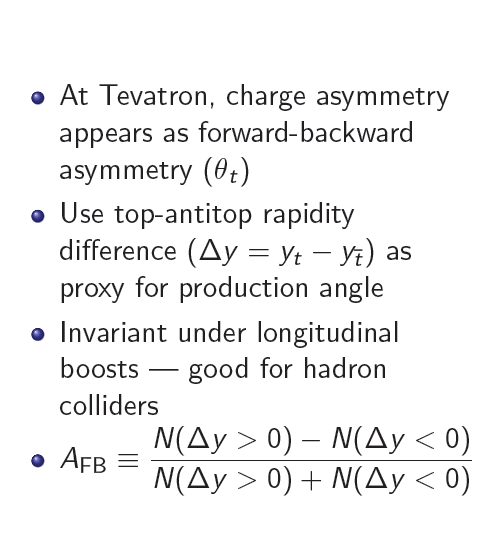 • At Tevatron, charge asymmetry
appears as forward-backward
asymmetry (θ_t)
• Use top-antitop rapidity
difference (Δy = y_t − y_t̄) as
proxy for production angle
• Invariant under longitudinal
boosts — good for hadron
colliders
• A_FB ≡ (N(Δy > 0) − N(Δy < 0)) / (N(Δy > 0) + N(Δy < 0))